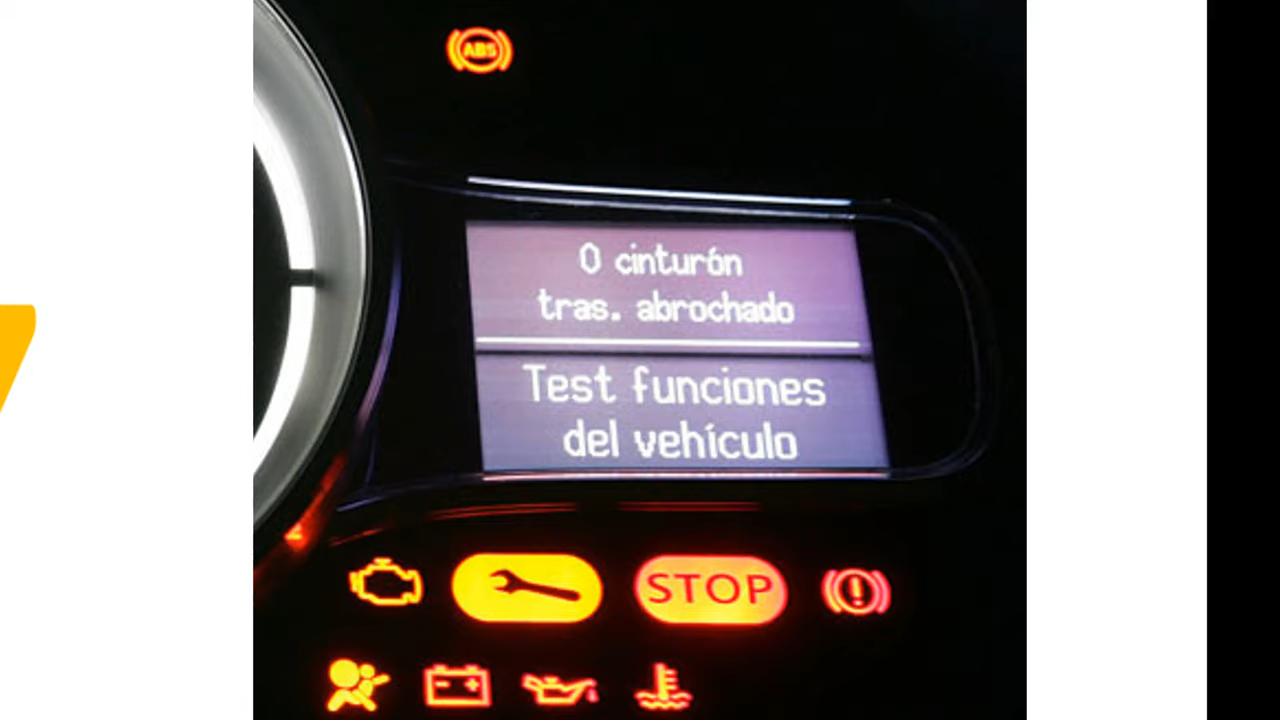 ABS
0 cinturón
tras. abrochado
Test funciones
del vehículo
STOP